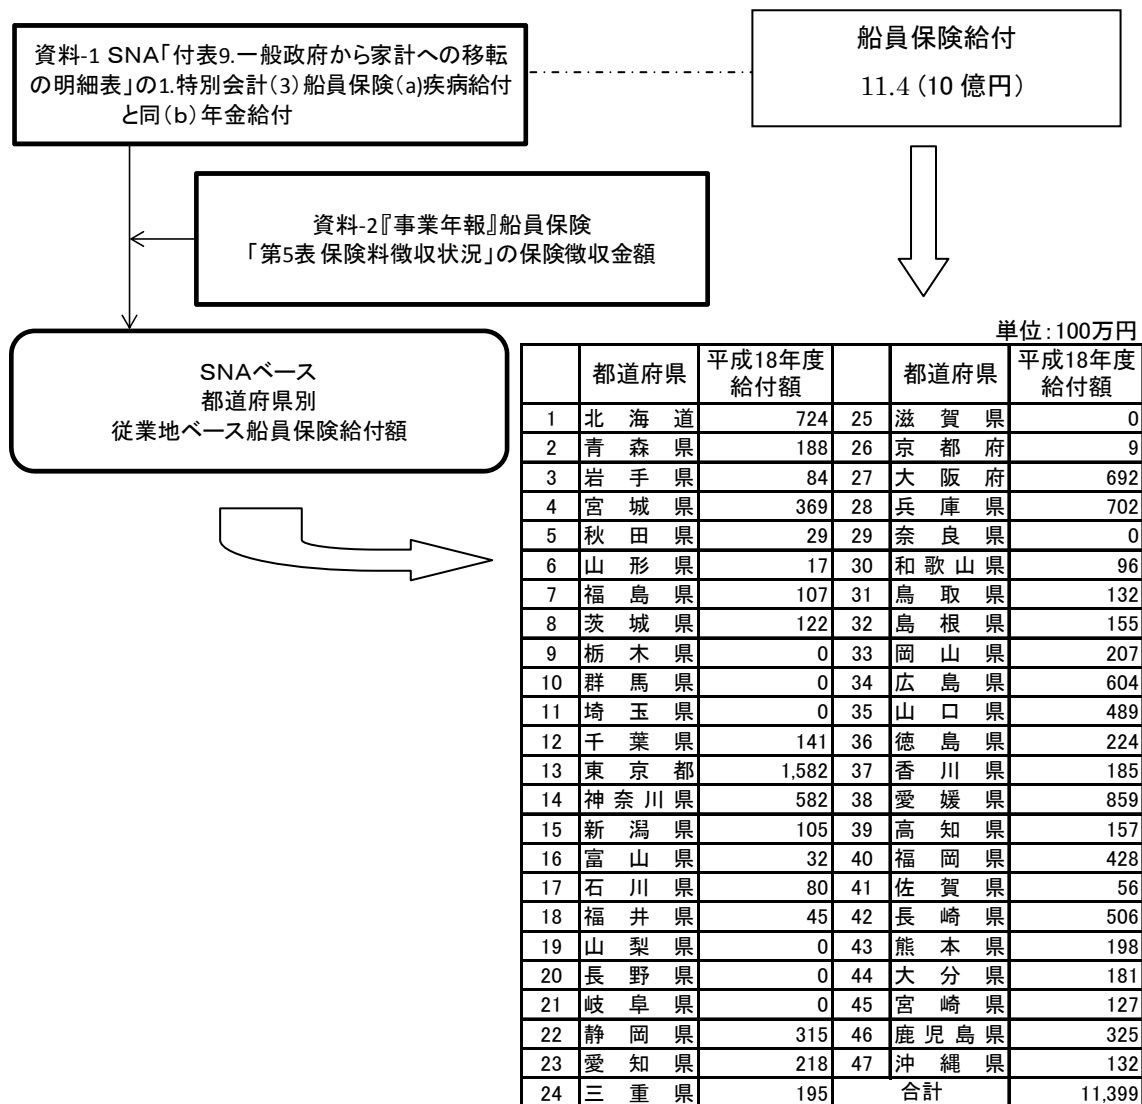 資料-1 SNA「付表9.一般政府から家計への移転
の明細表」の1.特別会計(3)船員保険(a)疾病給付
と同(b)年金給付
船員保険給付
11.4(10億円)
資料-2『事業年報』船員保険
「第5表 保険料徴収状況」の保険徴収金額
SNAベース
都道府県別
従業地ベース船員保険給付額
単位:100万円
都道府県 平成18年度給付額 都道府県 平成18年度給付額
1 北海道 724 25 滋賀県 0
2 青森県 188 26 京都府 9
3 岩手県 84 27 大阪府 692
4 宮城県 369 28 兵庫県 702
5 秋田県 29 29 奈良県 0
6 山形県 17 30 和歌山県 96
7 福島県 107 31 鳥取県 132
8 茨城県 122 32 島根県 155
9 栃木県 0 33 岡山県 207
10 群馬県 0 34 広島県 604
11 埼玉県 0 35 山口県 489
12 千葉県 141 36 徳島県 224
13 東京都 1,582 37 香川県 185
14 神奈川県 582 38 愛媛県 859
15 新潟県 105 39 高知県 157
16 富山県 32 40 福岡県 428
17 石川県 80 41 佐賀県 56
18 福井県 45 42 長崎県 506
19 山梨県 0 43 熊本県 198
20 長野県 0 44 大分県 181
21 岐阜県 0 45 宮崎県 127
22 静岡県 315 46 鹿児島県 325
23 愛知県 218 47 沖縄県 132
24 三重県 195 合計 11,399